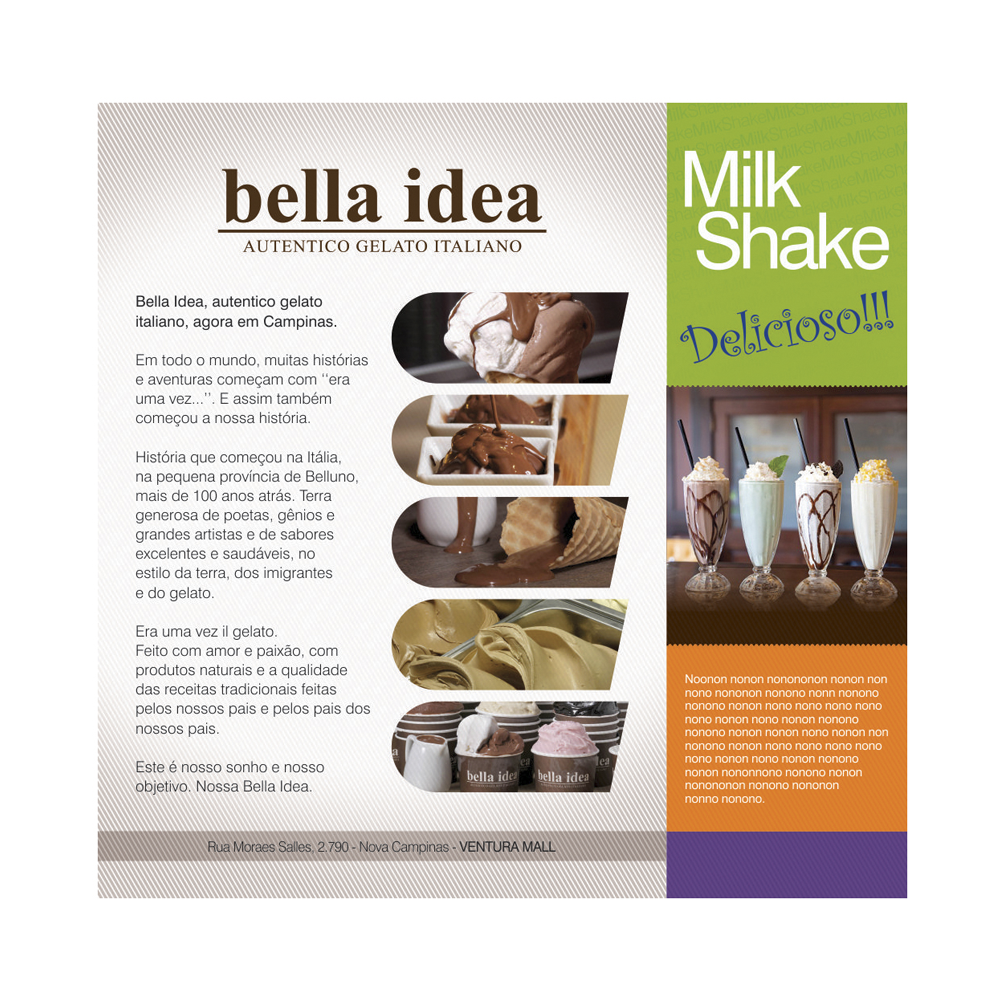 bella idea
AUTENTICO GELATO ITALIANO
Bella Idea, autentico gelato
italiano, agora em Campinas.
Em todo o mundo, muitas histórias
e aventuras começam com ''era
uma vez...''. E assim também
começou a nossa história.
História que começou na Itália,
na pequena província de Belluno,
mais de 100 anos atrás. Terra
generosa de poetas, gênios e
grandes artistas e de sabores
excelentes e saudáveis, no
estilo da terra, dos imigrantes
e do gelato.
Era uma vez il gelato.
Feito com amor e paixão, com
produtos naturais e a qualidade
das receitas tradicionais feitas
pelos nossos pais e pelos pais dos
nossos pais.
Este é nosso sonho e nosso
objetivo. Nossa Bella Idea.
bella idea
bella idea
Rua Moraes Salles, 2.790 - Nova Campinas - VENTURA MALL
Milk
Shake
Delicioso!!!
Noonon nonon nonononon nonon non
nono nononon nonono nonn nonono
nonono nonon nono nono nono nono
nono nonon nono nonon nonono
nonono nonon nonon nono nonon non
nonono nonon nono nono nono nono
nono nonon nono nonon nonono
nonon nononnono nonono nonon
nonononon nonono nononon
nonno nonono.